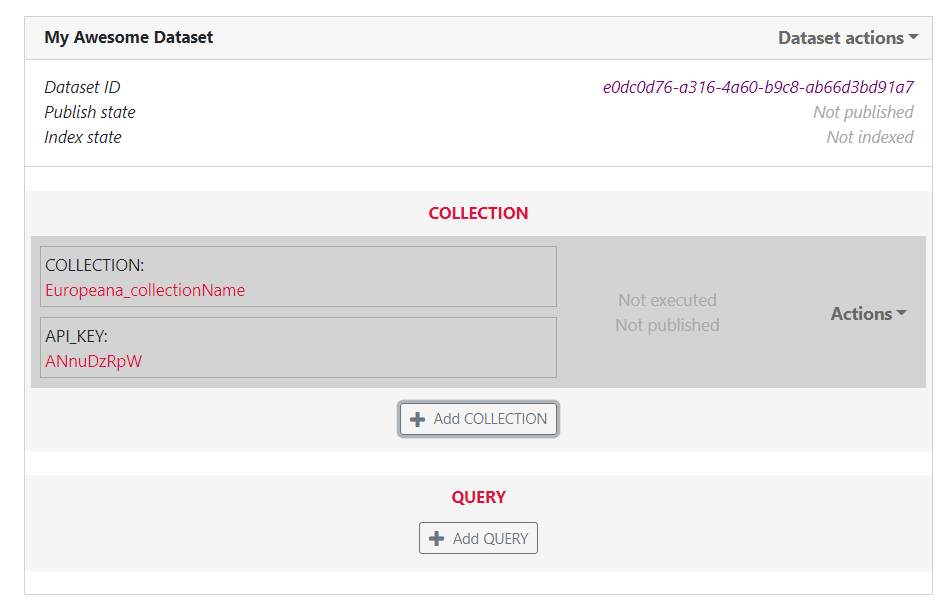 My Awesome Dataset
Dataset actions
Dataset ID
e0dc0d76-a316-4a60-b9c8-ab66d3bd91a7
Publish state
Not published
Index state
Not indexed
COLLECTION
COLLECTION:
Europeana_collectionName
API_KEY:
ANnuDzRpW
Not executed
Not published
Actions
Add COLLECTION
QUERY
Add QUERY